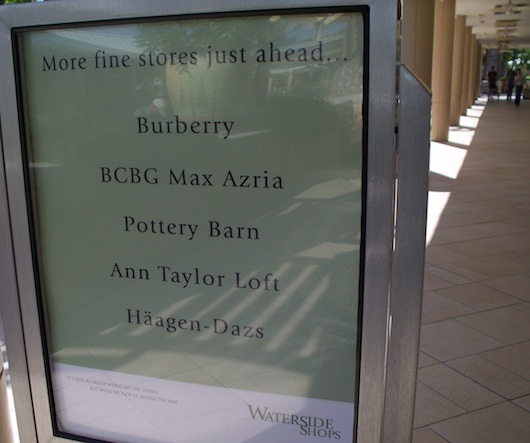 More fine stores just ahead...
Burberry
BCBG Max Azria
Pottery Barn
Ann Taylor Loft
Häagen-Dazs
WATERSIDE
SHOPS